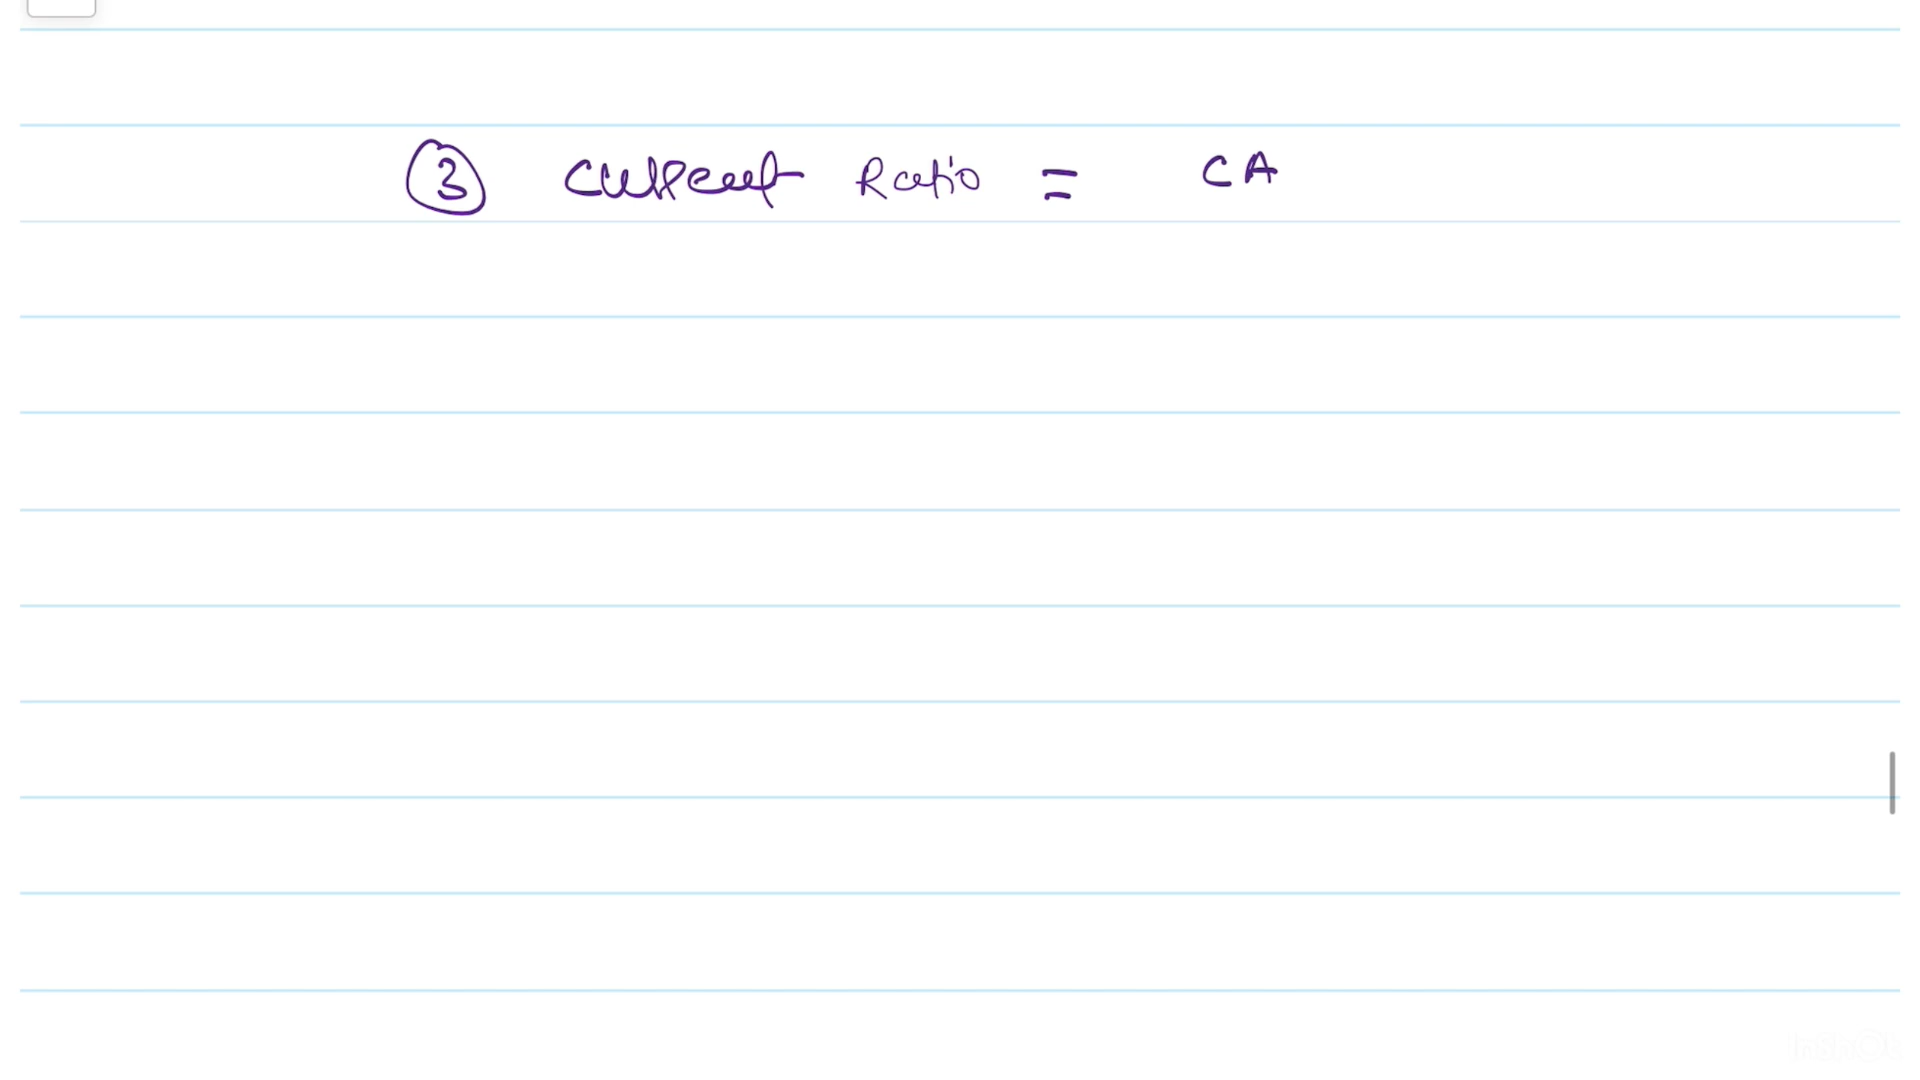 3 Current Ratio = CA